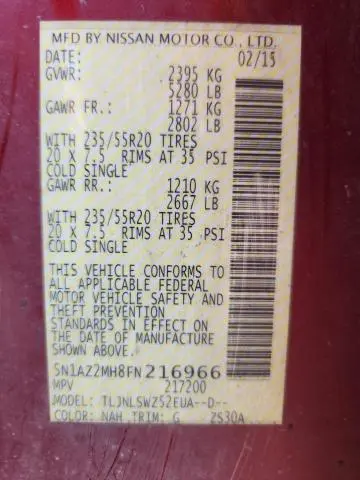 MFD BY NISSAN MOTOR CO., LTD.
DATE: 02/15
GVWR: 2395 KG
5280 LB
GAWR FR.: 1271 KG
2802 LB
WITH 235/55R20 TIRES
20 X 7.5 RIMS AT 35 PSI
COLD SINGLE
GAWR RR.: 1210 KG
2667 LB
WITH 235/55R20 TIRES
20 X 7.5 RIMS AT 35 PSI
COLD SINGLE
THIS VEHICLE CONFORMS TO
ALL APPLICABLE FEDERAL
MOTOR VEHICLE SAFETY AND
THEFT PREVENTION
STANDARDS IN EFFECT ON
THE DATE OF MANUFACTURE
SHOWN ABOVE.
5N1AZ2MH8FN216966
MPV 217200
TLJNLSWZ52EUA--D--
COLOR: NAH TRIM: G ZS30A